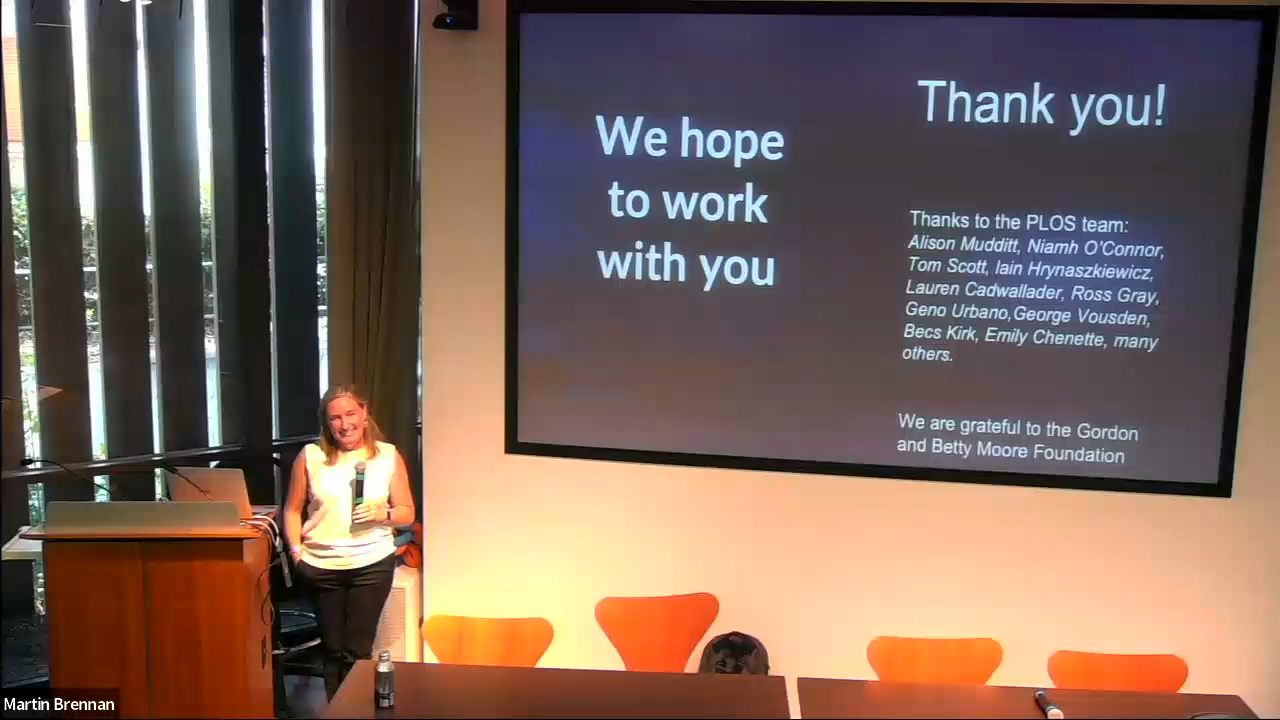 We hope
to work
with you
Thank you!
Thanks to the PLOS team:
Alison Mudditt, Niamh O'Connor,
Tom Scott, Iain Hrynaszkiewicz,
Lauren Cadwallader, Ross Gray,
Geno Urbano,George Vousden,
Becs Kirk, Emily Chenette, many
others.
We are grateful to the Gordon
and Betty Moore Foundation
Martin Brennan